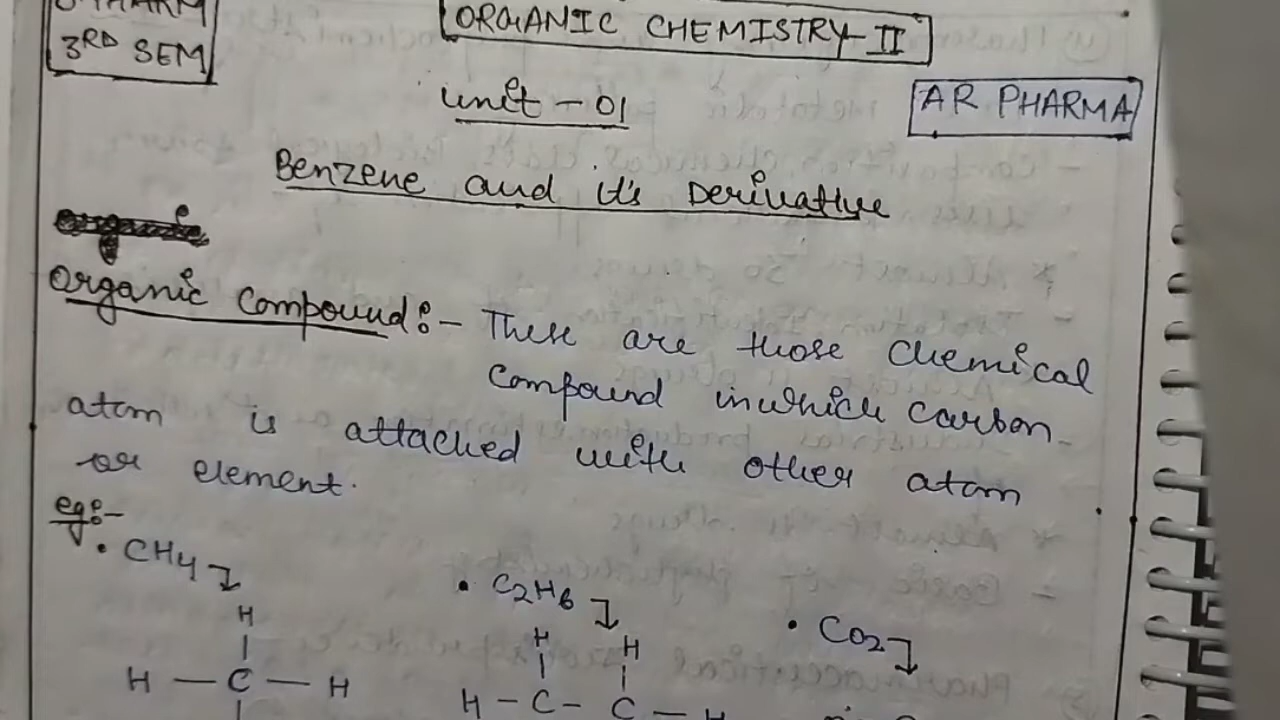 3RD SEM
ORGANIC CHEMISTRY-II
Unit - 01
AR PHARMA
Benzene and it's Derivative
Organic Compound:- These are those chemical
compound inwhich carbon
atom is attached with other atom
or element.
eg:-
• CH4
• C2H6
• CO2
H
H H
H - C - H
H - C - C - H